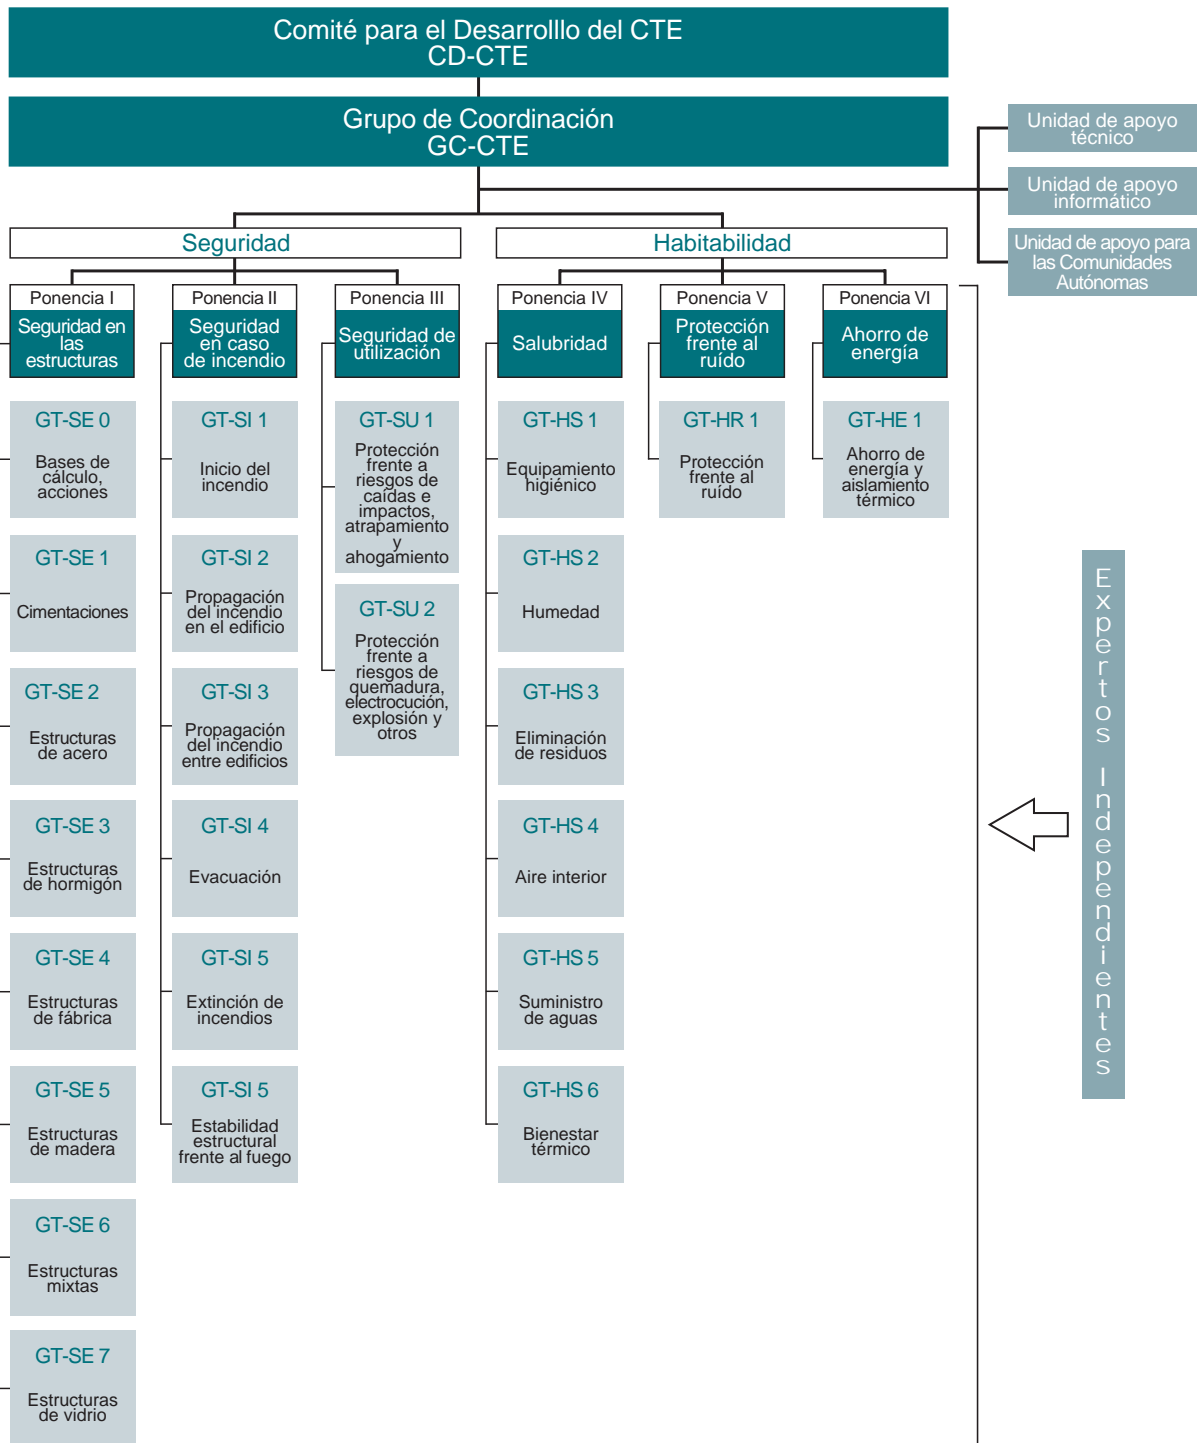 Comité para el Desarrolllo del CTE
CD-CTE
Grupo de Coordinación
GC-CTE
Unidad de apoyo
técnico
Unidad de apoyo
informático
Unidad de apoyo para
las Comunidades
Autónomas
Seguridad
Habitabilidad
Ponencia I
Seguridad en
las
estructuras
Ponencia II
Seguridad
en caso
de incendio
Ponencia III
Seguridad de
utilización
Ponencia IV
Salubridad
Ponencia V
Protección
frente al
ruído
Ponencia VI
Ahorro de
energía
GT-SE 0
Bases de
cálculo,
acciones
GT-SE 1
Cimentaciones
GT-SE 2
Estructuras
de acero
GT-SE 3
Estructuras
de hormigón
GT-SE 4
Estructuras
de fábrica
GT-SE 5
Estructuras
de madera
GT-SE 6
Estructuras
mixtas
GT-SE 7
Estructuras
de vidrio
GT-SI 1
Inicio del
incendio
GT-SI 2
Propagación
del incendio
en el edificio
GT-SI 3
Propagación
del incendio
entre edificios
GT-SI 4
Evacuación
GT-SI 5
Extinción de
incendios
GT-SI 5
Estabilidad
estructural
frente al fuego
GT-SU 1
Protección
frente a
riesgos de
caídas e
impactos,
atrapamiento
y
ahogamiento
GT-SU 2
Protección
frente a
riesgos de
quemadura,
electrocución,
explosión y
otros
GT-HS 1
Equipamiento
higiénico
GT-HS 2
Humedad
GT-HS 3
Eliminación
de residuos
GT-HS 4
Aire interior
GT-HS 5
Suministro
de aguas
GT-HS 6
Bienestar
térmico
GT-HR 1
Protección
frente al
ruído
GT-HE 1
Ahorro de
energía y
aislamiento
térmico
Expertos Independientes